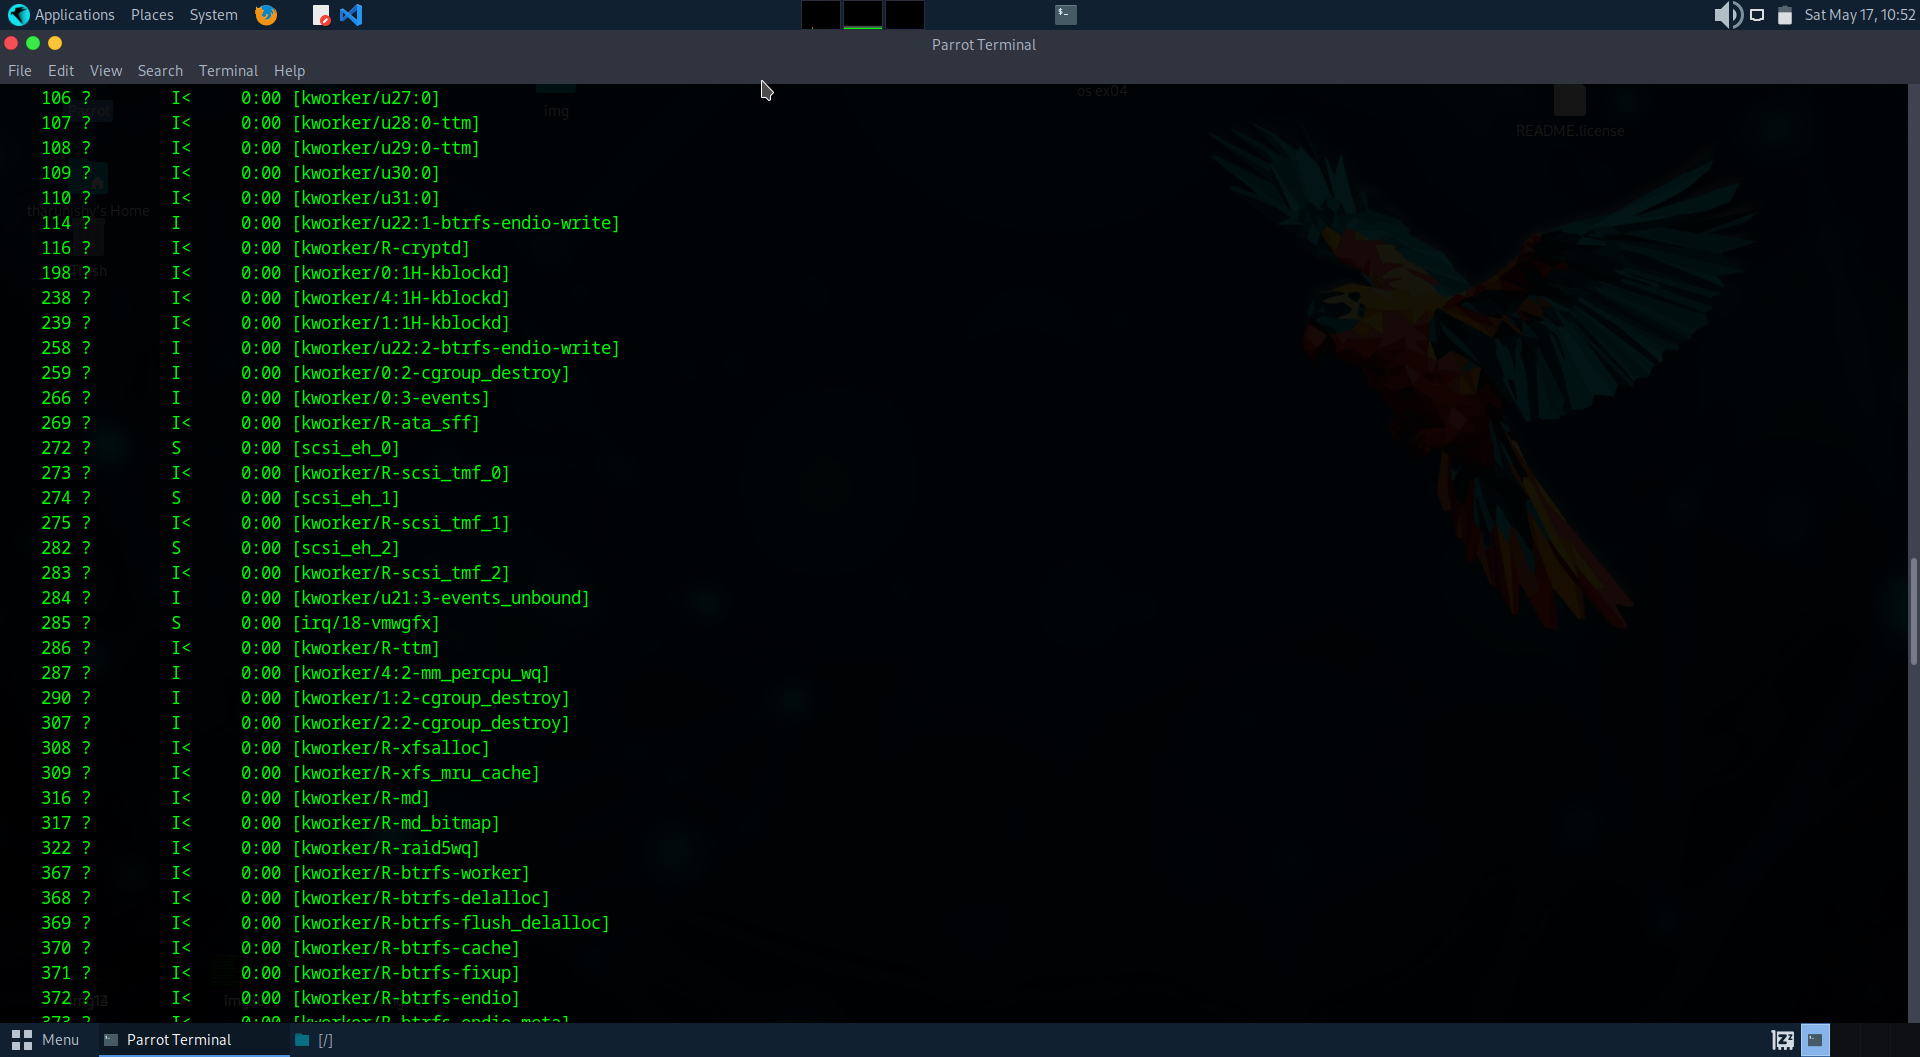 Applications Places System Sat May 17, 10:52
Parrot Terminal
File Edit View Search Terminal Help
106 ? I< 0:00 [kworker/u27:0]
107 ? I< 0:00 [kworker/u28:0-ttm]
108 ? I< 0:00 [kworker/u29:0-ttm]
109 ? I< 0:00 [kworker/u30:0]
110 ? I< 0:00 [kworker/u31:0]
114 ? I 0:00 [kworker/u22:1-btrfs-endio-write]
116 ? I< 0:00 [kworker/R-cryptd]
198 ? I< 0:00 [kworker/0:1H-kblockd]
238 ? I< 0:00 [kworker/4:1H-kblockd]
239 ? I< 0:00 [kworker/1:1H-kblockd]
258 ? I 0:00 [kworker/u22:2-btrfs-endio-write]
259 ? I 0:00 [kworker/0:2-cgroup_destroy]
266 ? I 0:00 [kworker/0:3-events]
269 ? I< 0:00 [kworker/R-ata_sff]
272 ? S 0:00 [scsi_eh_0]
273 ? I< 0:00 [kworker/R-scsi_tmf_0]
274 ? S 0:00 [scsi_eh_1]
275 ? I< 0:00 [kworker/R-scsi_tmf_1]
282 ? S 0:00 [scsi_eh_2]
283 ? I< 0:00 [kworker/R-scsi_tmf_2]
284 ? I 0:00 [kworker/u21:3-events_unbound]
285 ? S 0:00 [irq/18-vmwgfx]
286 ? I< 0:00 [kworker/R-ttm]
287 ? I 0:00 [kworker/4:2-mm_percpu_wq]
290 ? I 0:00 [kworker/1:2-cgroup_destroy]
307 ? I 0:00 [kworker/2:2-cgroup_destroy]
308 ? I< 0:00 [kworker/R-xfsalloc]
309 ? I< 0:00 [kworker/R-xfs_mru_cache]
316 ? I< 0:00 [kworker/R-md]
317 ? I< 0:00 [kworker/R-md_bitmap]
322 ? I< 0:00 [kworker/R-raid5wq]
367 ? I< 0:00 [kworker/R-btrfs-worker]
368 ? I< 0:00 [kworker/R-btrfs-delalloc]
369 ? I< 0:00 [kworker/R-btrfs-flush_delalloc]
370 ? I< 0:00 [kworker/R-btrfs-cache]
371 ? I< 0:00 [kworker/R-btrfs-fixup]
372 ? I< 0:00 [kworker/R-btrfs-endio]
373 ? I< 0:00 [kworker/R-btrfs-endio-meta]
os ex04
img
README.license
Menu Parrot Terminal [/]